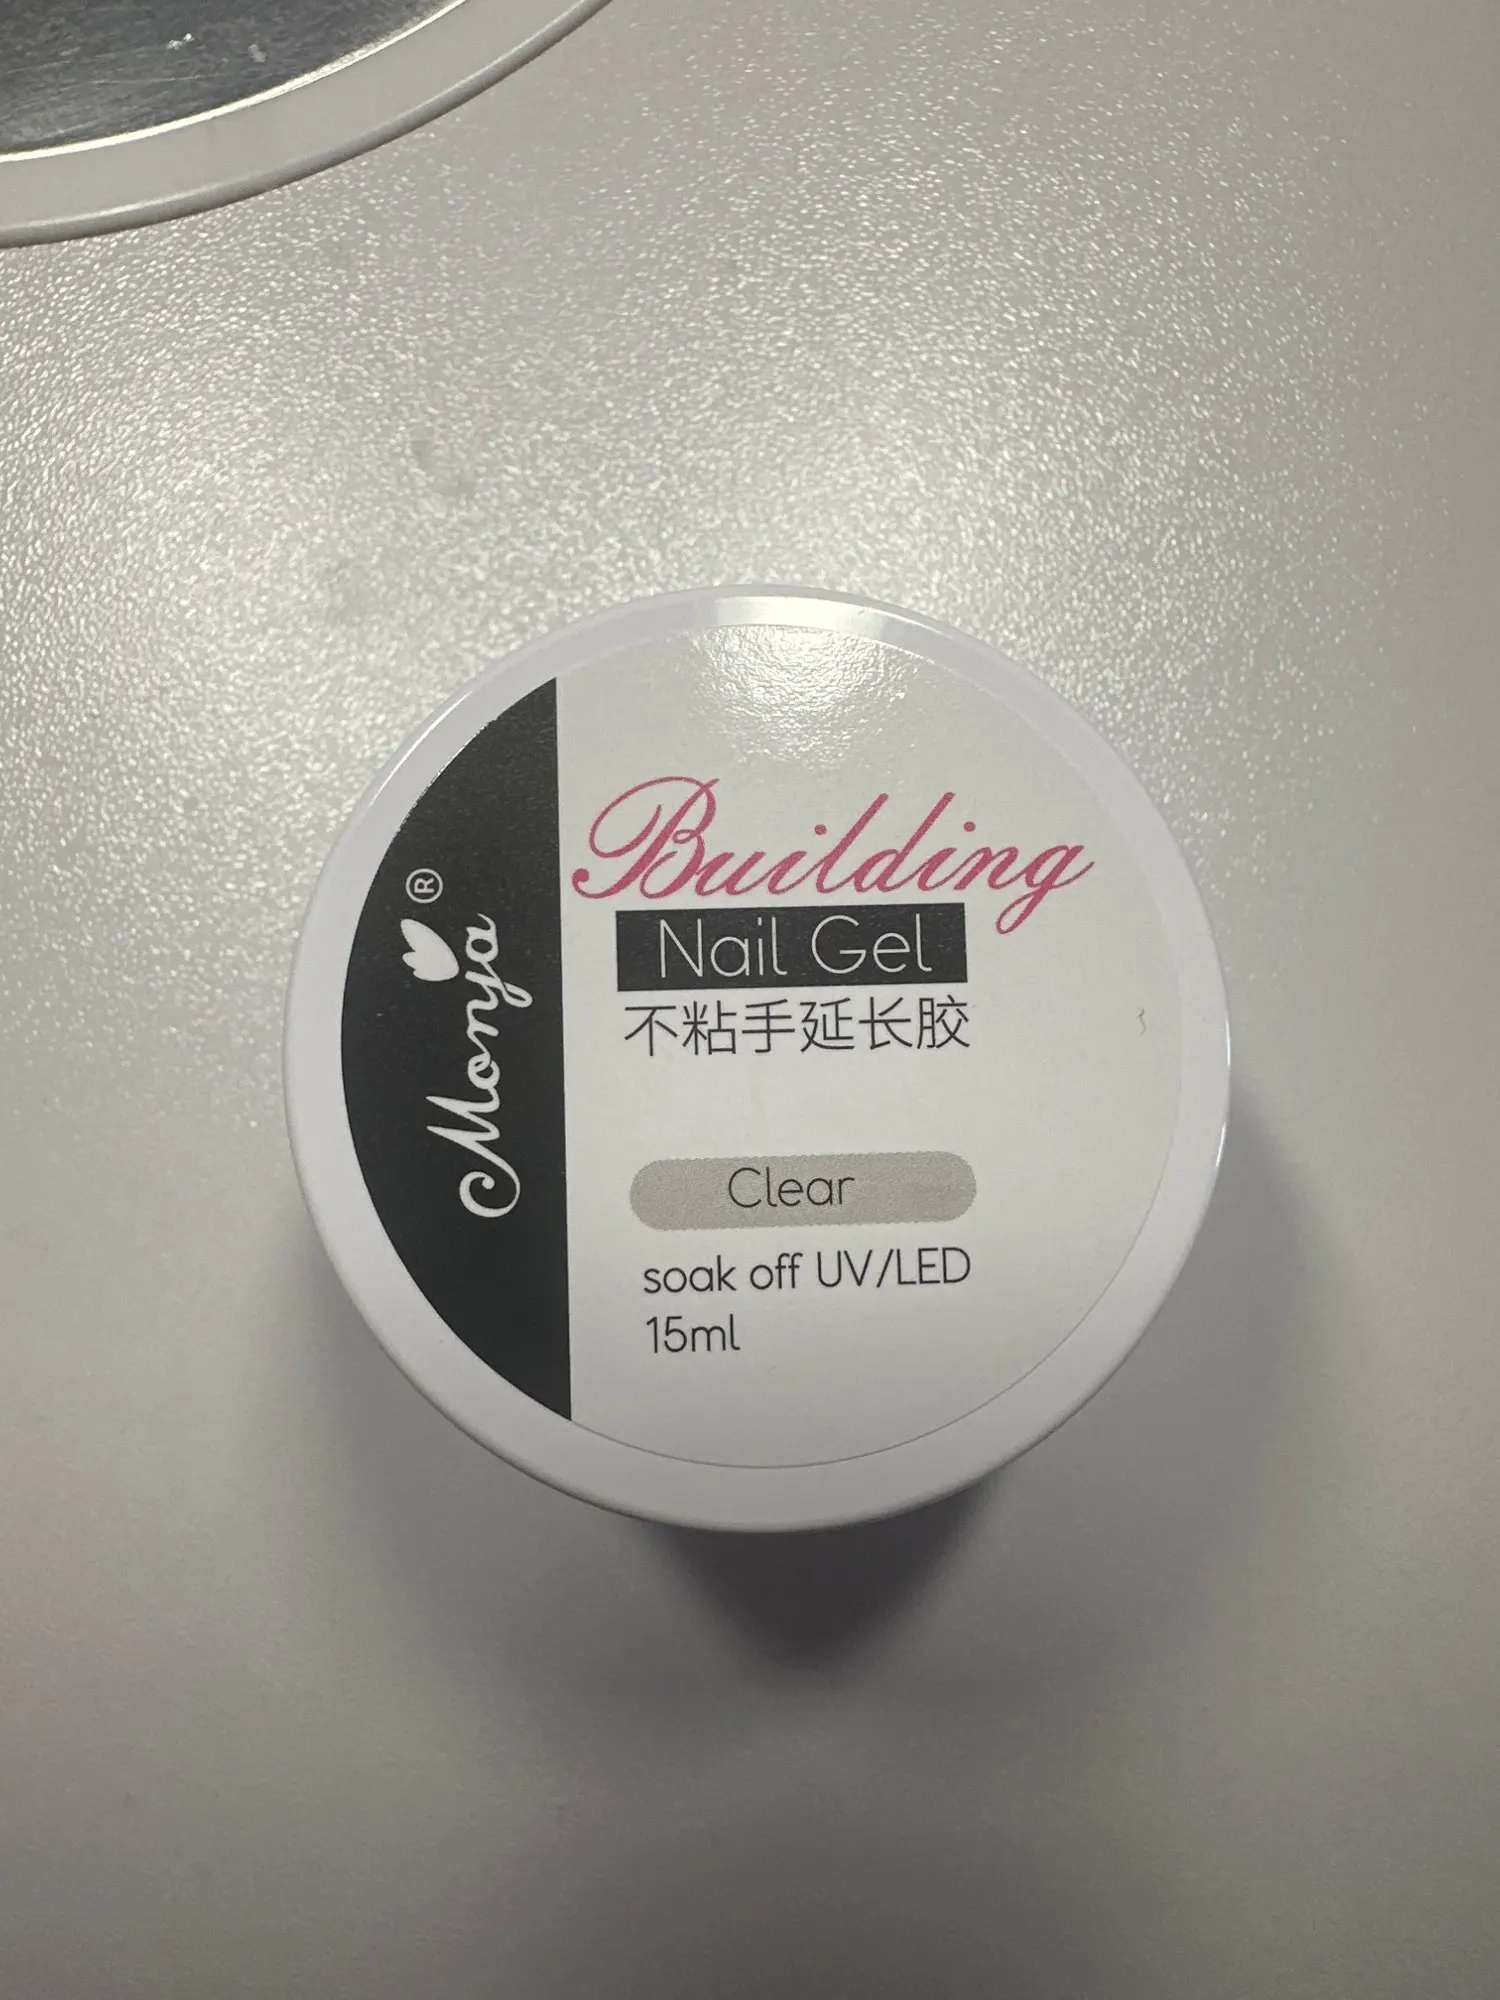 Monja®
Building
Nail Gel
不粘手延长胶
Clear
soak off UV/LED
15ml